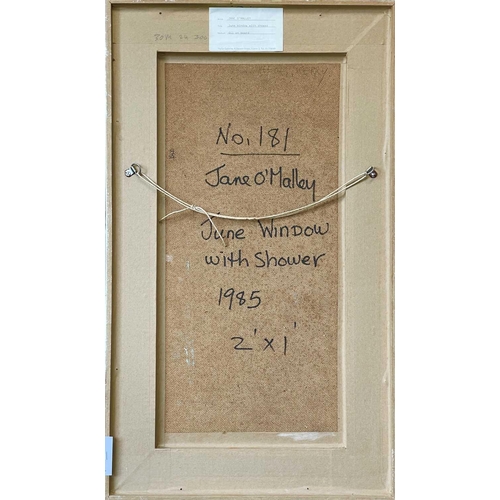 No. 181
Jane O'Malley
June Window
with Shower
1985
2' x 1'